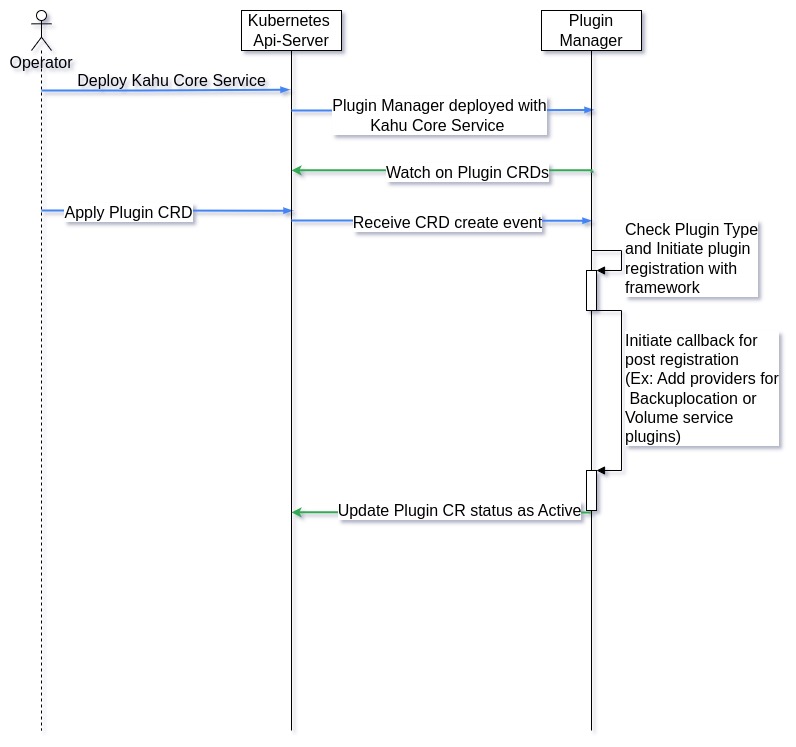 Kubernetes
Api-Server
Plugin
Manager
Operator
Deploy Kahu Core Service
Plugin Manager deployed with
Kahu Core Service
Watch on Plugin CRDs
Apply Plugin CRD
Receive CRD create event
Check Plugin Type
and Initiate plugin
registration with
framework
Initiate callback for
post registration
(Ex: Add providers for
Backuplocation or
Volume service
plugins)
Update Plugin CR status as Active